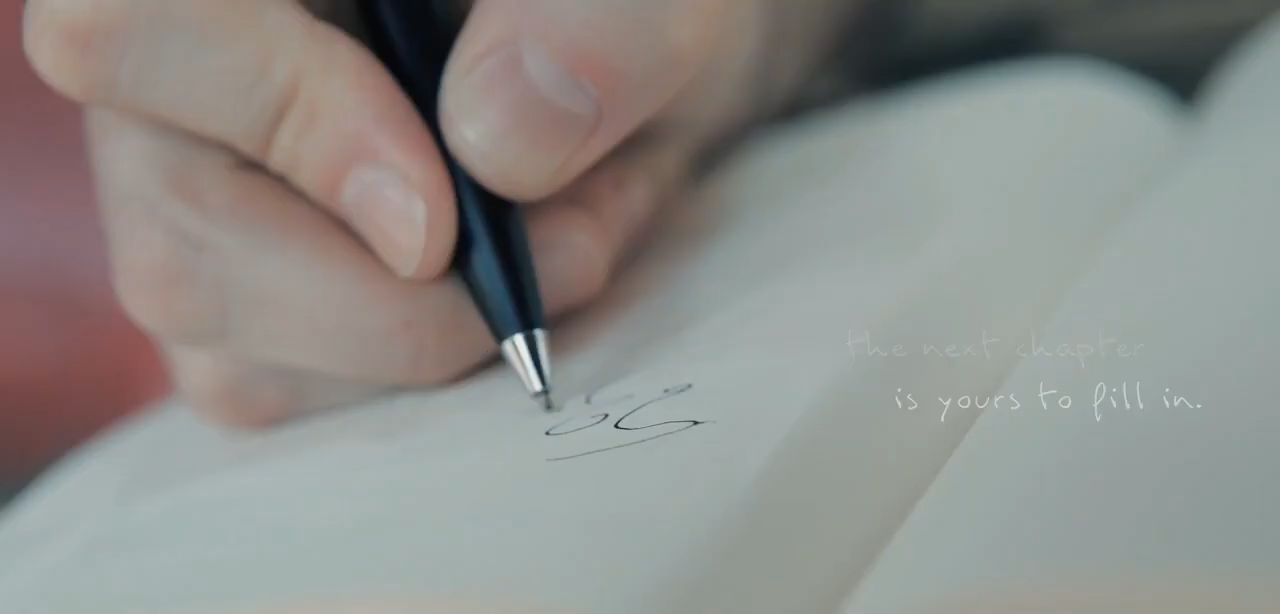 the next chapter
is yours to fill in.